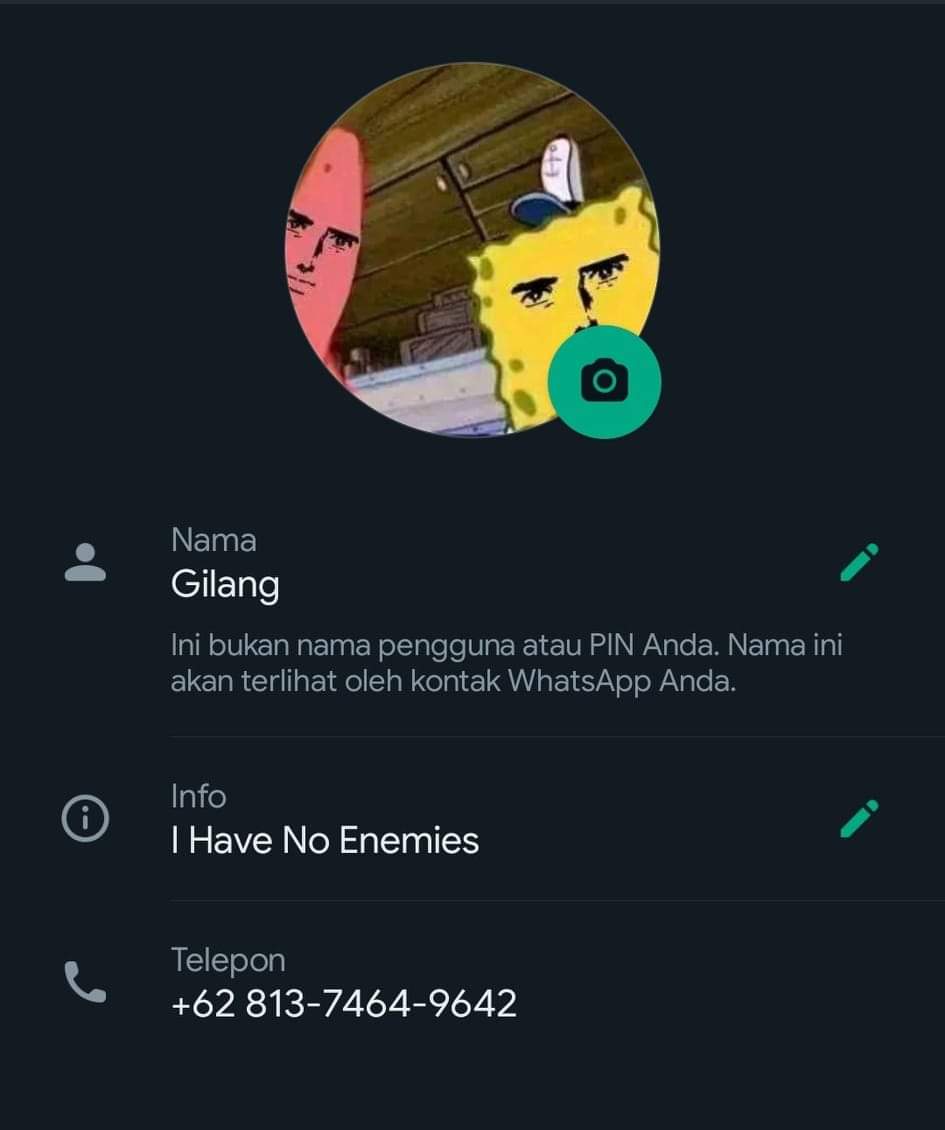 Nama
Gilang
Ini bukan nama pengguna atau PIN Anda. Nama ini
akan terlihat oleh kontak WhatsApp Anda.
Info
I Have No Enemies
Telepon
+62 813-7464-9642